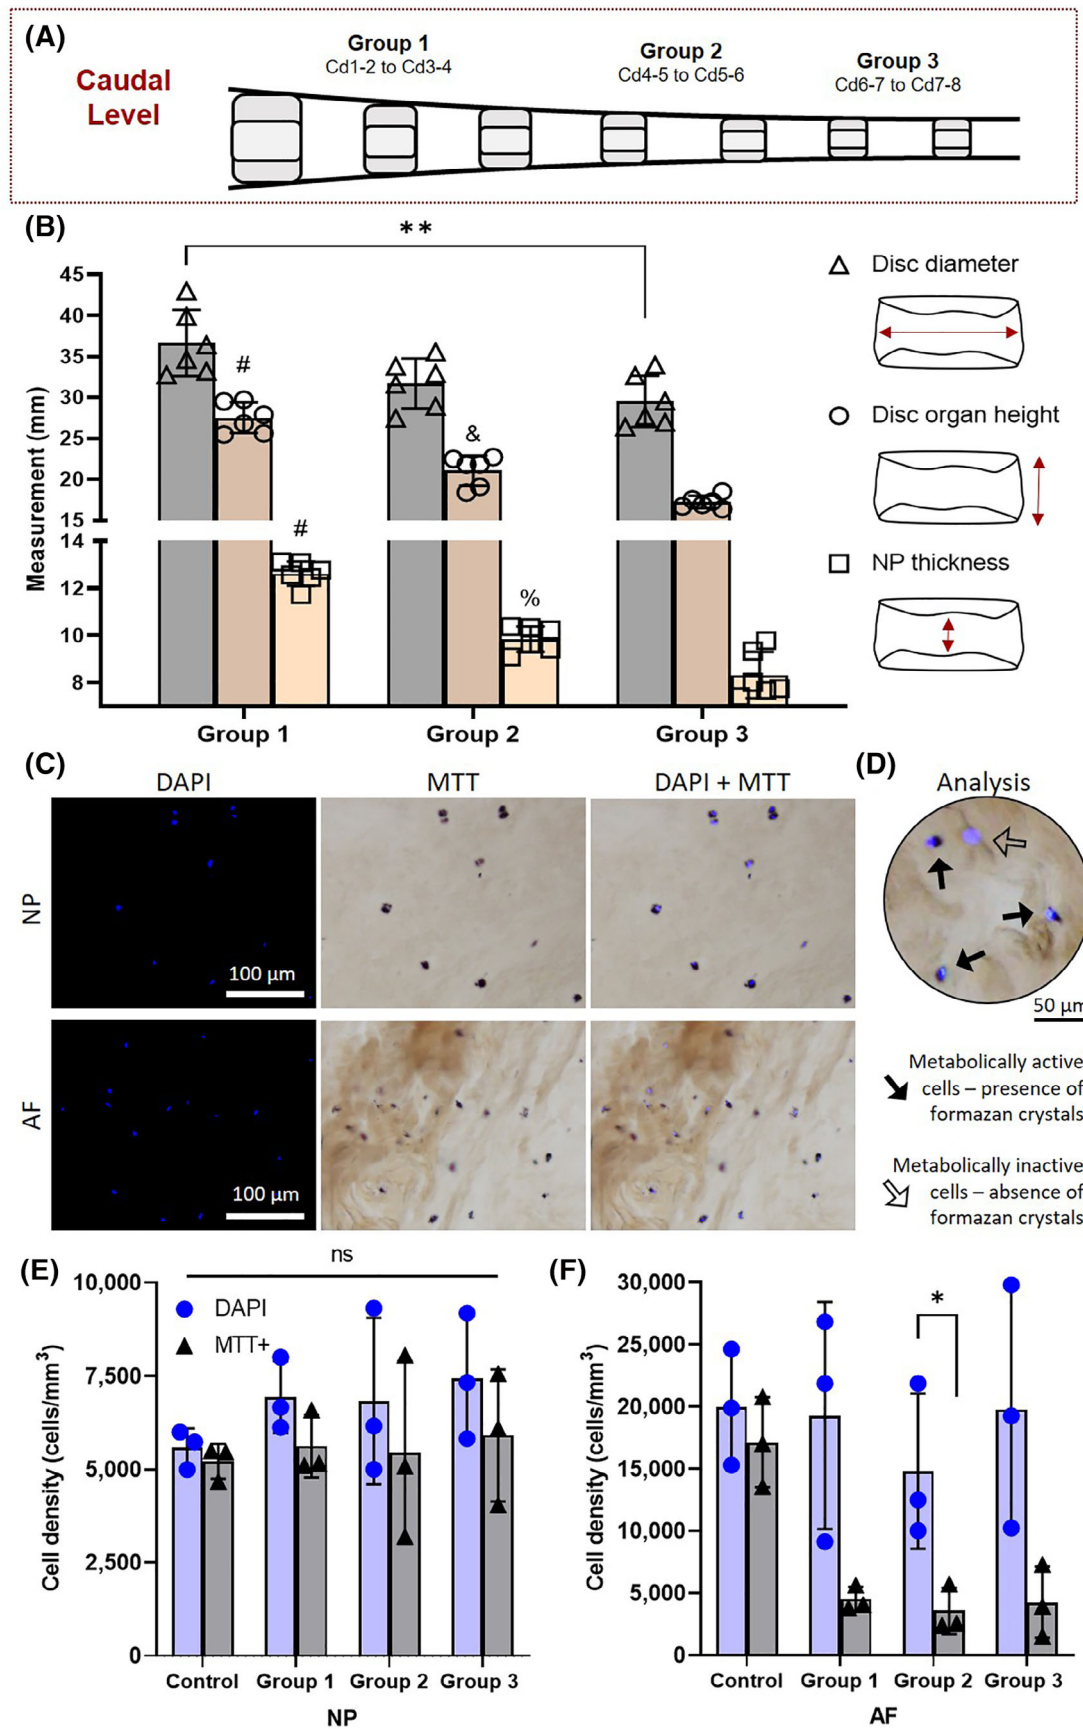 (A)
Caudal
Level
Group 1
Cd1-2 to Cd3-4
Group 2
Cd4-5 to Cd5-6
Group 3
Cd6-7 to Cd7-8
(B)
**
Measurement (mm)
45
40
35
30
25
20
15
14
12
10
8
#
#
&
%
Group 1
Group 2
Group 3
Disc diameter
Disc organ height
NP thickness
(C)
DAPI
MTT
DAPI + MTT
NP
100 µm
AF
100 µm
(D)
Analysis
50 µm
Metabolically active
cells – presence of
formazan crystals
Metabolically inactive
cells – absence of
formazan crystals
(E)
ns
DAPI
MTT+
Cell density (cells/mm³)
10,000
7,500
5,000
2,500
0
Control
Group 1
Group 2
Group 3
NP
(F)
*
Cell density (cells/mm³)
30,000
25,000
20,000
15,000
10,000
5,000
0
Control
Group 1
Group 2
Group 3
AF